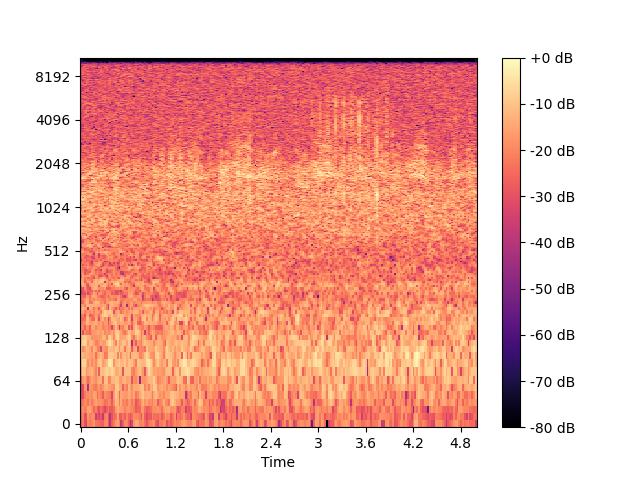 8192
4096
2048
1024
512
256
128
64
0
Hz
0 0.6 1.2 1.8 2.4 3 3.6 4.2 4.8
Time
+0 dB
-10 dB
-20 dB
-30 dB
-40 dB
-50 dB
-60 dB
-70 dB
-80 dB